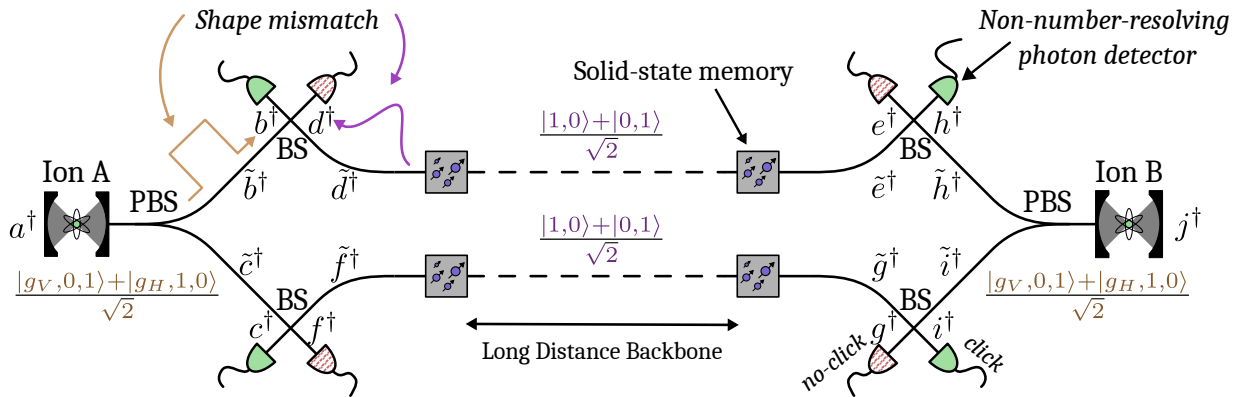 Shape mismatch
Non-number-resolving
photon detector
Solid-state memory
b† d†
BS
|1,0⟩+|0,1⟩
√2
e† h†
BS
Ion A
PBS
b̃† d̃†
ẽ† h̃†
PBS
Ion B
a†
j†
|g_V,0,1⟩+|g_H,1,0⟩
√2
c̃† f̃†
BS
|1,0⟩+|0,1⟩
√2
g̃† ĩ†
BS
|g_V,0,1⟩+|g_H,1,0⟩
√2
c† f†
Long Distance Backbone
g† i†
no-click
click